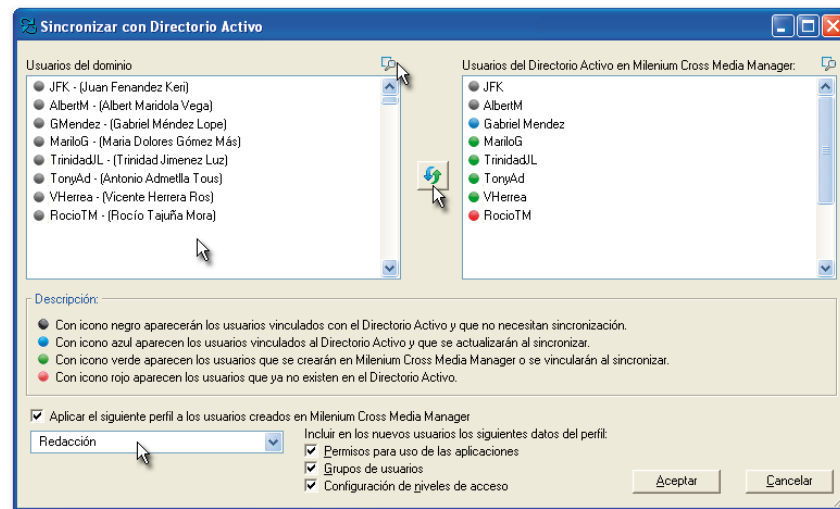 Sincronizar con Directorio Activo
Usuarios del dominio
JFK - (Juan Fenandez Keri)
AlbertM - (Albert Maridola Vega)
GMendez - (Gabriel Méndez Lope)
MariloG - (Maria Dolores Gómez Más)
TrinidadJL - (Trinidad Jimenez Luz)
TonyAd - (Antonio Admetlla Tous)
VHerrea - (Vicente Herrera Ros)
RocioTM - (Rocío Tajuña Mora)
Usuarios del Directorio Activo en Milenium Cross Media Manager:
JFK
AlbertM
Gabriel Mendez
MariloG
TrinidadJL
TonyAd
VHerrea
RocioTM
Descripción:
Con icono negro aparecerán los usuarios vinculados con el Directorio Activo y que no necesitan sincronización.
Con icono azul aparecen los usuarios vinculados al Directorio Activo y que se actualizarán al sincronizar.
Con icono verde aparecen los usuarios que se crearán en Milenium Cross Media Manager o se vincularán al sincronizar.
Con icono rojo aparecen los usuarios que ya no existen en el Directorio Activo.
Aplicar el siguiente perfil a los usuarios creados en Milenium Cross Media Manager
Redacción
Incluir en los nuevos usuarios los siguientes datos del perfil:
Permisos para uso de las aplicaciones
Grupos de usuarios
Configuración de niveles de acceso
Aceptar
Cancelar